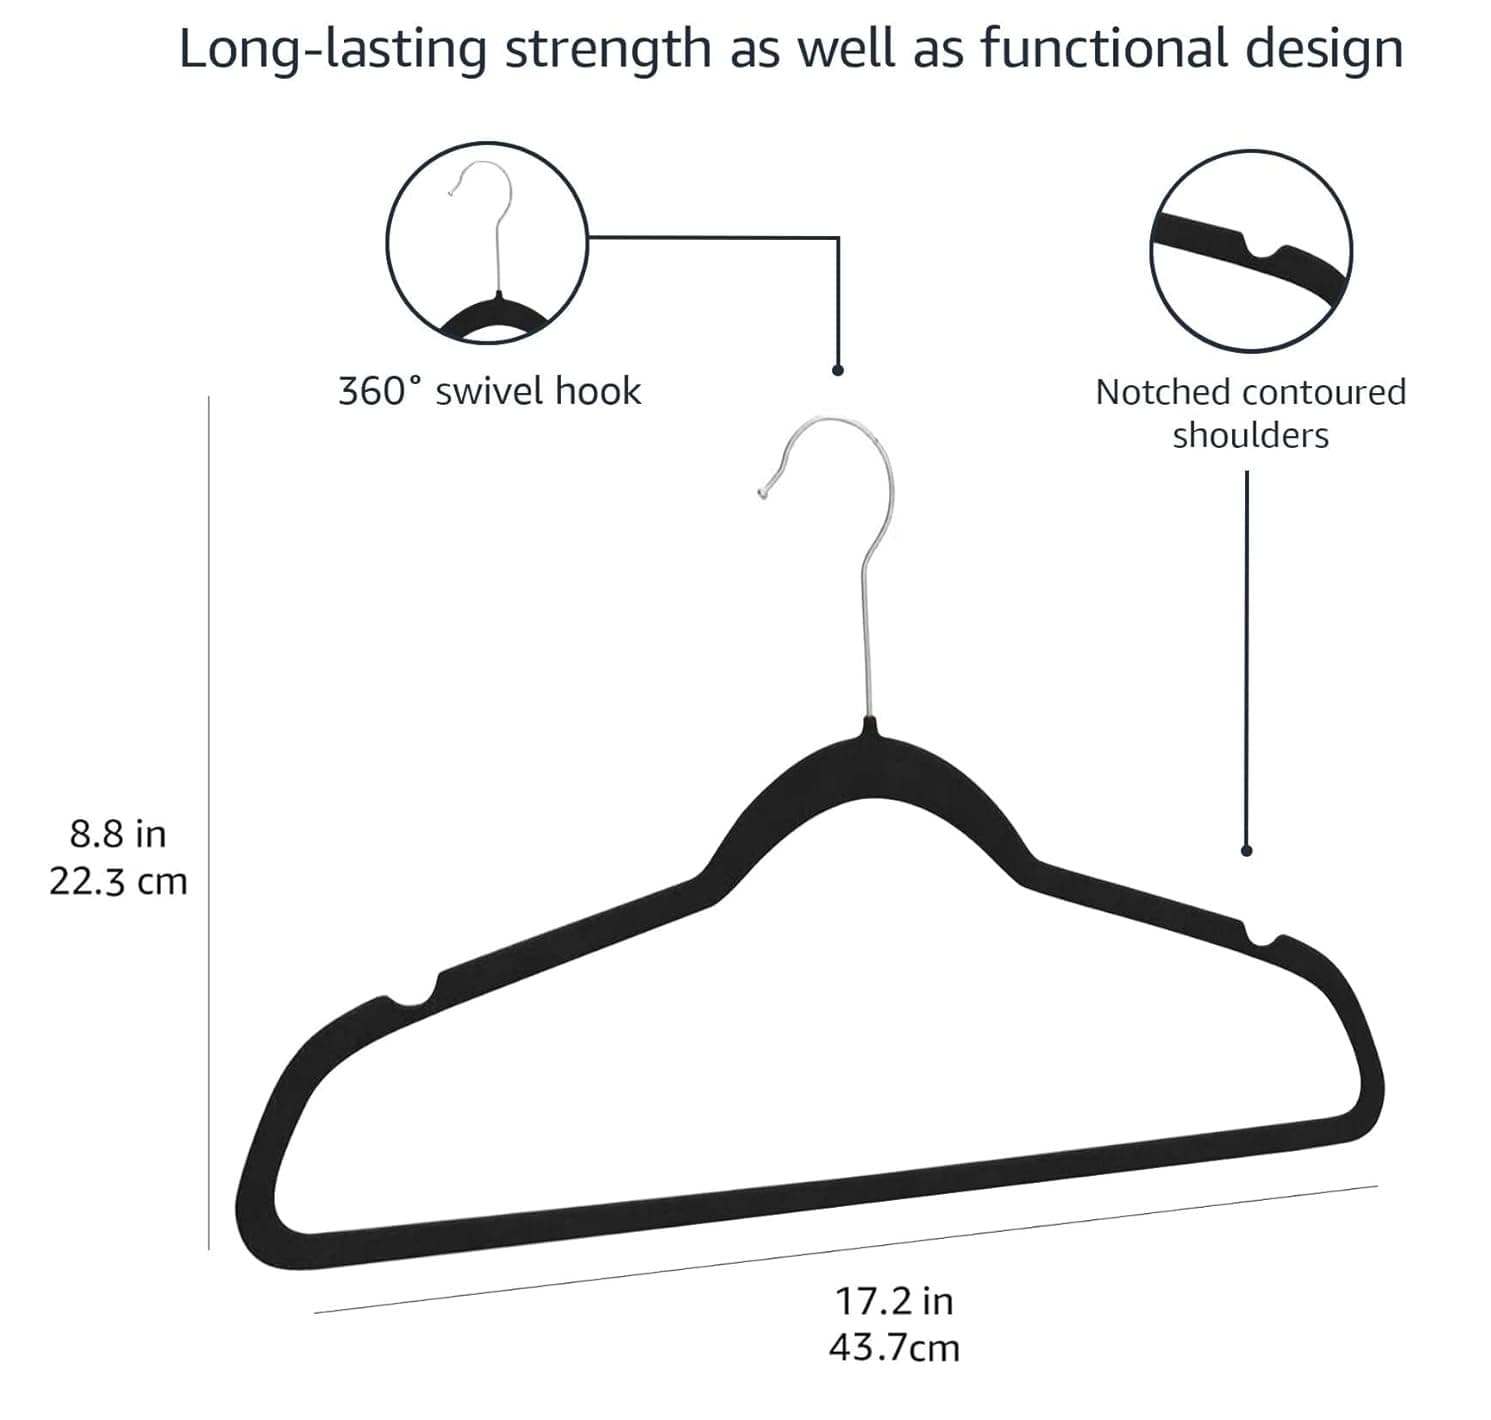 Long-lasting strength as well as functional design
360° swivel hook
Notched contoured
shoulders
8.8 in
22.3 cm
17.2 in
43.7cm